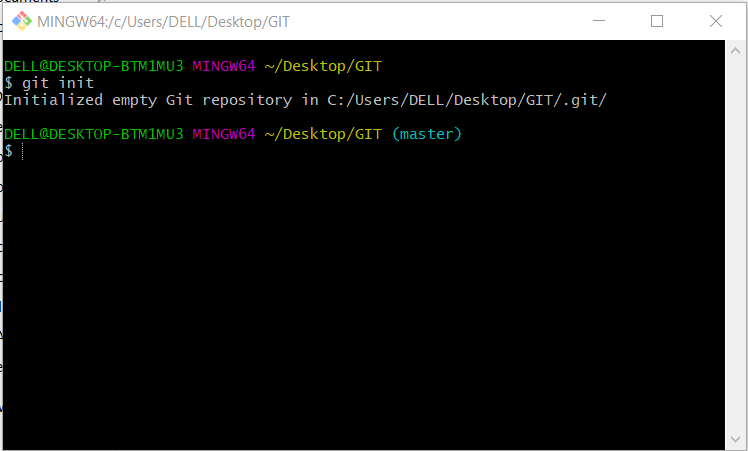 MINGW64:/c/Users/DELL/Desktop/GIT
DELL@DESKTOP-BTM1MU3 MINGW64 ~/Desktop/GIT
$ git init
Initialized empty Git repository in C:/Users/DELL/Desktop/GIT/.git/
DELL@DESKTOP-BTM1MU3 MINGW64 ~/Desktop/GIT (master)
$